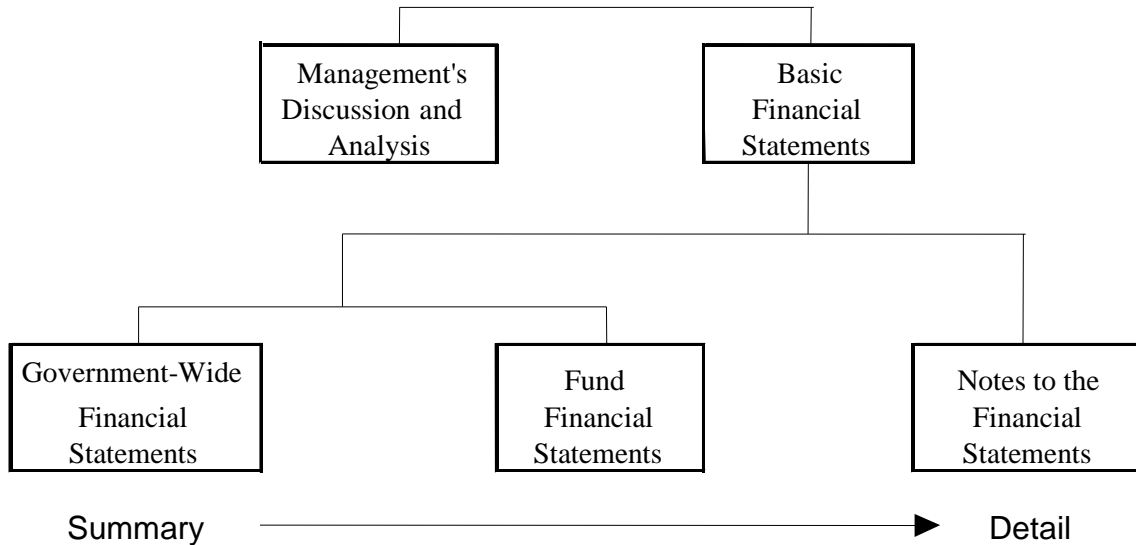 Management's
Discussion and
Analysis
Basic
Financial
Statements
Government-Wide
Financial
Statements
Fund
Financial
Statements
Notes to the
Financial
Statements
Summary
Detail